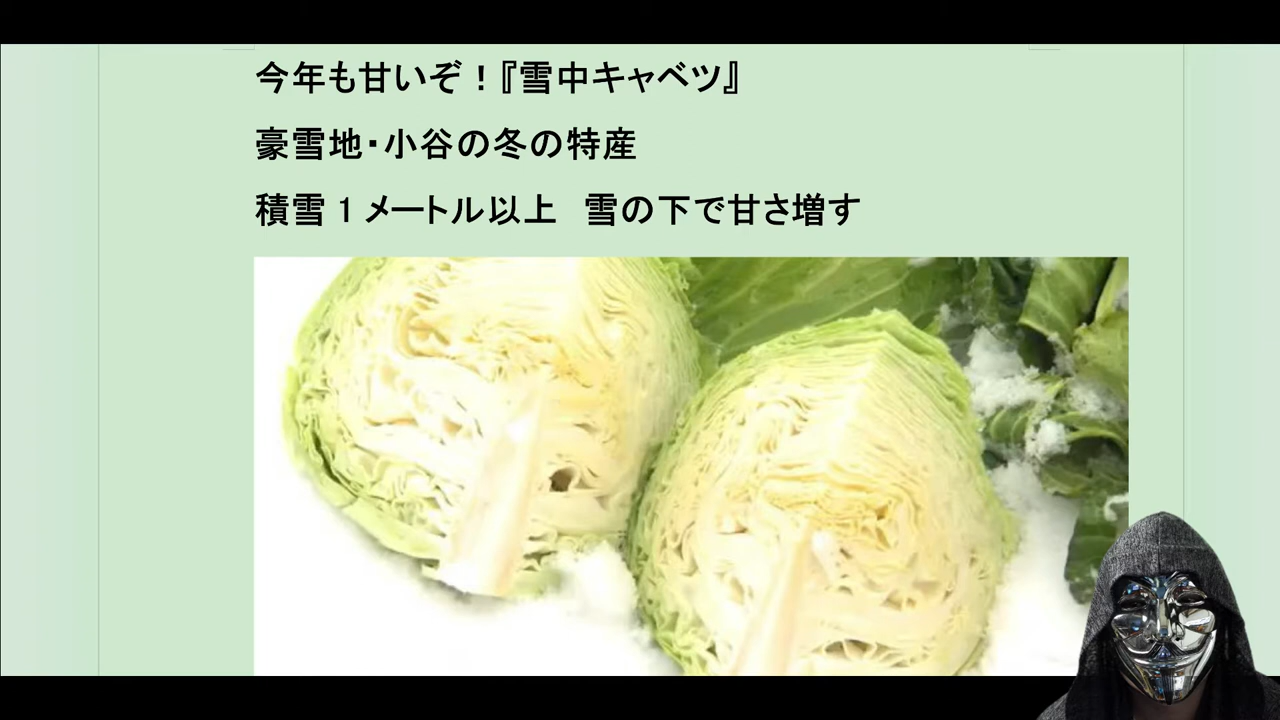 今年も甘いぞ！『雪中キャベツ』
豪雪地・小谷の冬の特産
積雪1メートル以上　雪の下で甘さ増す